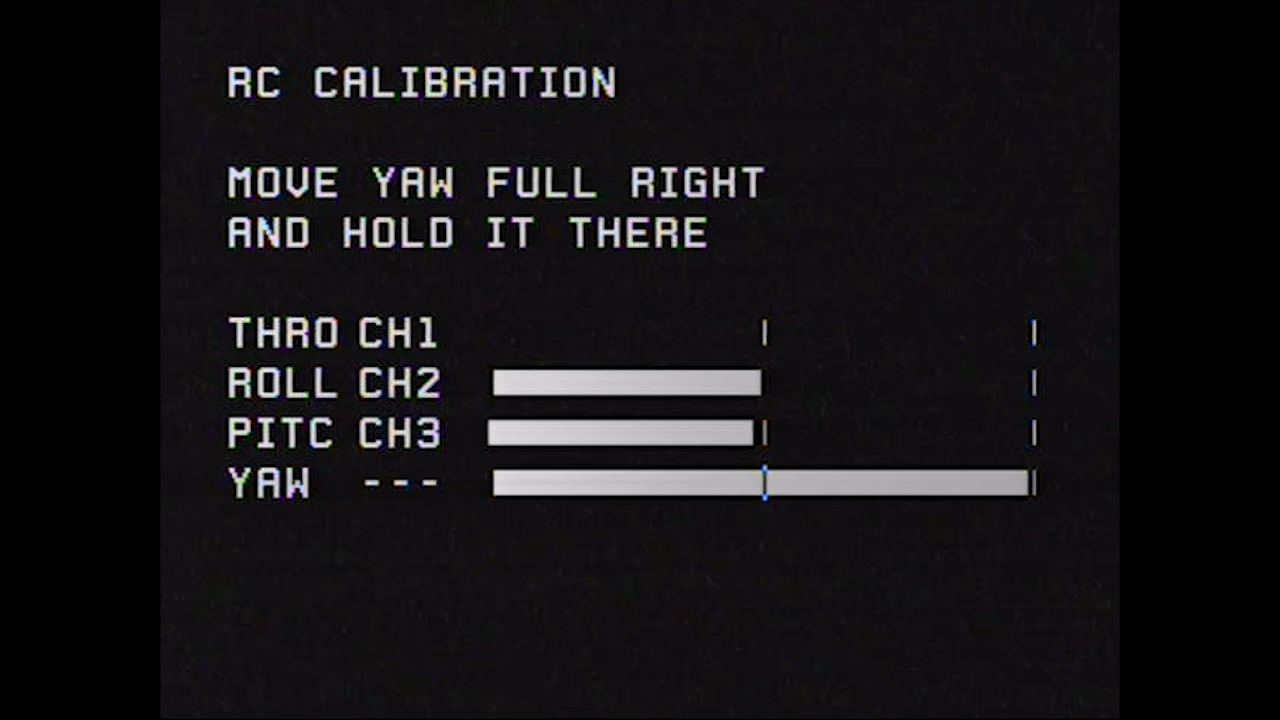 RC CALIBRATION
MOVE YAW FULL RIGHT
AND HOLD IT THERE
THRO CH1
ROLL CH2
PITC CH3
YAW ---